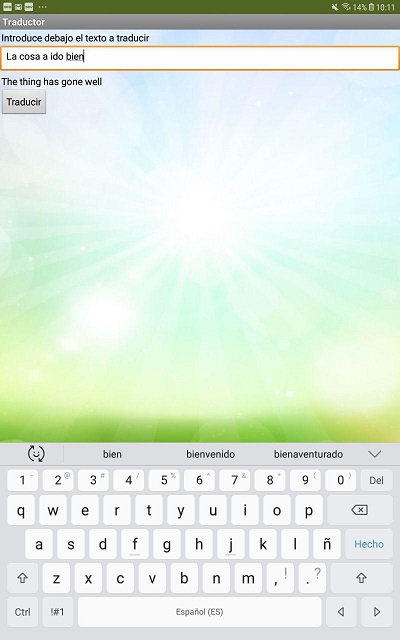 14% 10:11
Traductor
Introduce debajo el texto a traducir
La cosa a ido bien
The thing has gone well
Traducir
bien bienvenido bienaventurado
1 - 2 @ 3 # 4 / 5 % 6 ^ 7 & 8 * 9 ( 0 ) Del
q w e r t y u i o p
a s d f g h j k l ñ Hecho
z x c v b n m , ! . ?
Ctrl !#1 Español (ES)